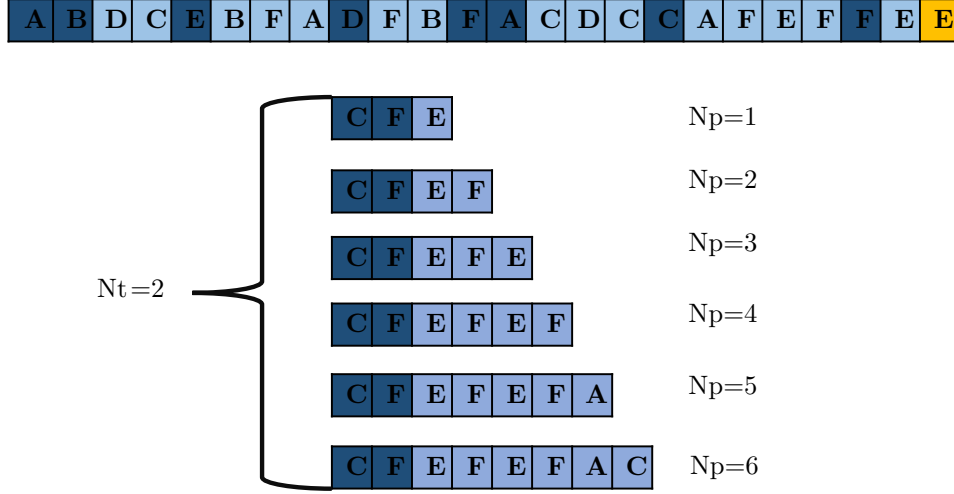 A B D C E B F A D F B F A C D C C A F E F F E E
C F E Np=1
C F E F Np=2
C F E F E Np=3
Nt=2
C F E F E F Np=4
C F E F E F A Np=5
C F E F E F A C Np=6